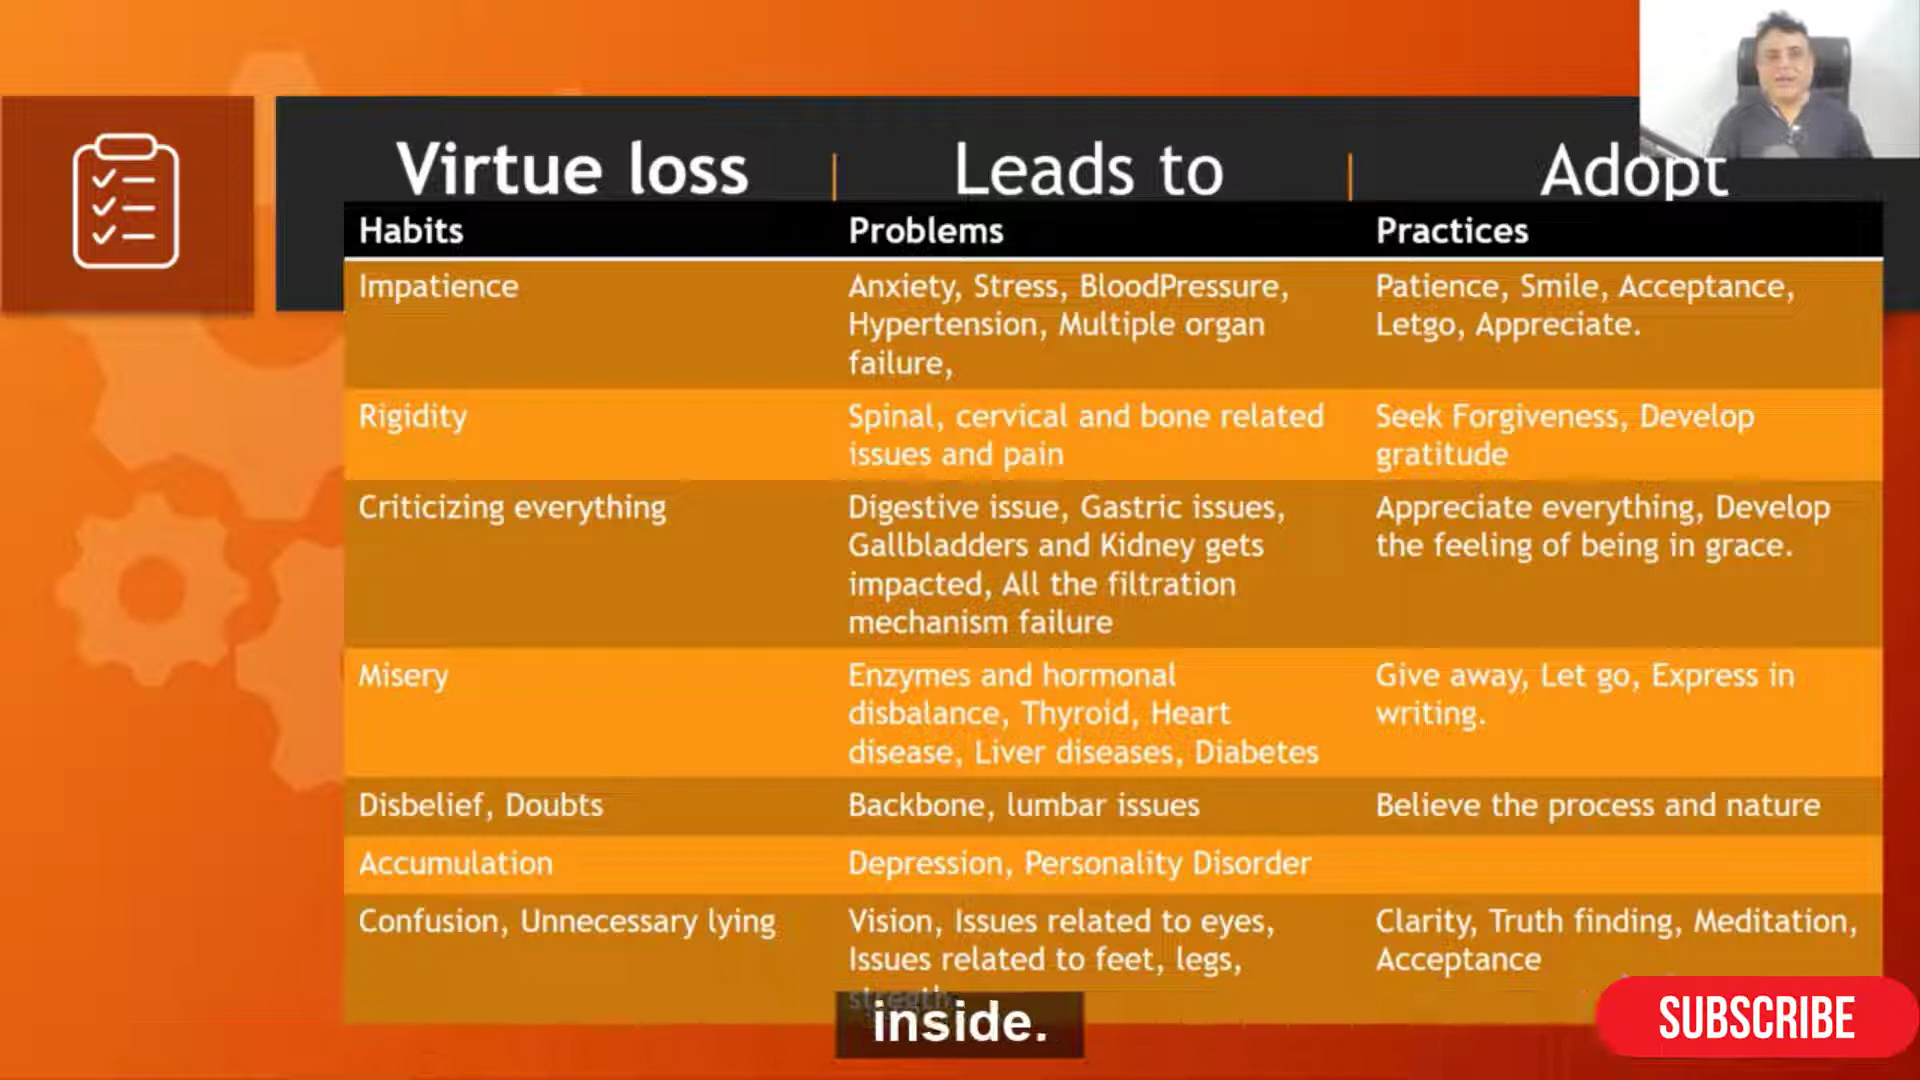 Virtue loss | Leads to | Adopt
Habits Problems Practices
Impatience
Anxiety, Stress, BloodPressure,
Hypertension, Multiple organ
failure,
Patience, Smile, Acceptance,
Letgo, Appreciate.
Rigidity
Spinal, cervical and bone related
issues and pain
Seek Forgiveness, Develop
gratitude
Criticizing everything
Digestive issue, Gastric issues,
Gallbladders and Kidney gets
impacted, All the filtration
mechanism failure
Appreciate everything, Develop
the feeling of being in grace.
Misery
Enzymes and hormonal
disbalance, Thyroid, Heart
disease, Liver diseases, Diabetes
Give away, Let go, Express in
writing.
Disbelief, Doubts
Backbone, lumbar issues
Believe the process and nature
Accumulation
Depression, Personality Disorder
Confusion, Unnecessary lying
Vision, Issues related to eyes,
Issues related to feet, legs,
Clarity, Truth finding, Meditation,
Acceptance
inside.
SUBSCRIBE